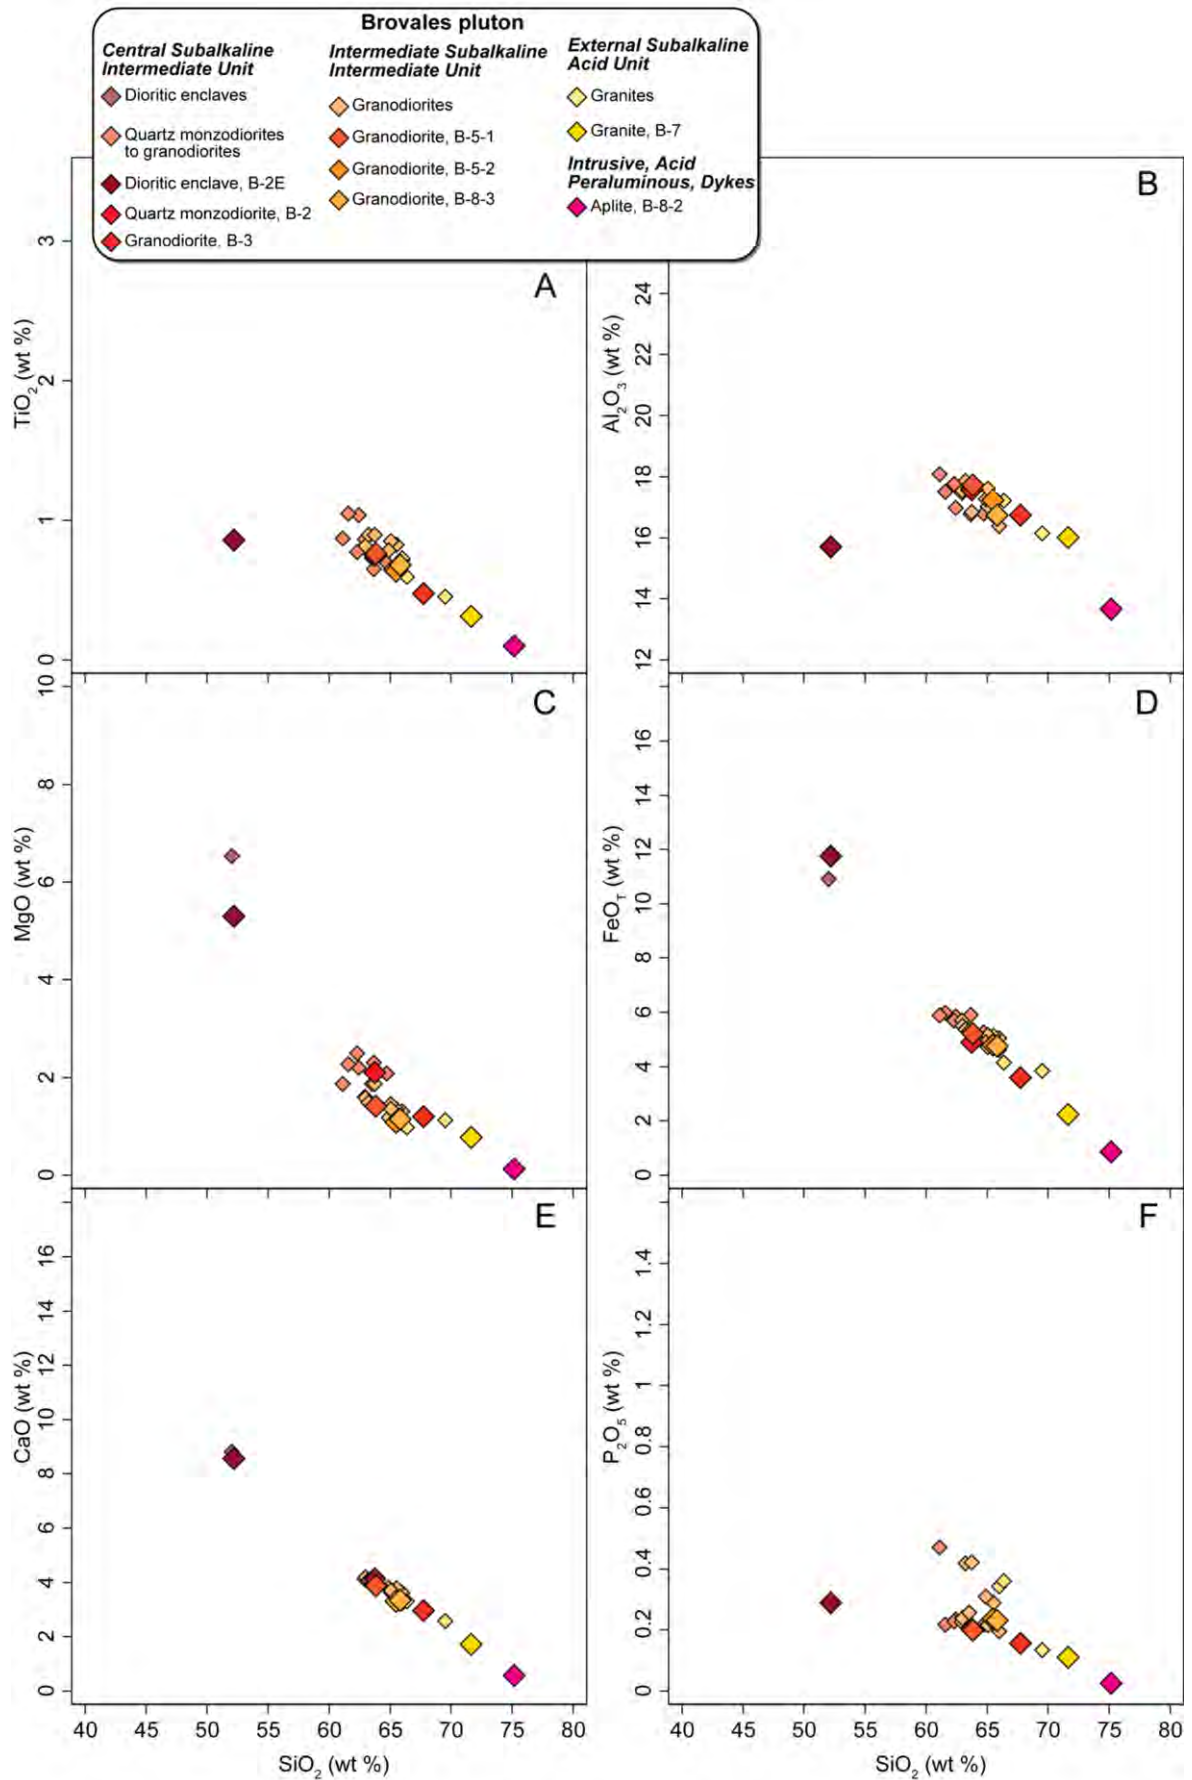 Brovales pluton
Central Subalkaline
Intermediate Unit
Dioritic enclaves
Quartz monzodiorites
to granodiorites
Dioritic enclave, B-2E
Quartz monzodiorite, B-2
Granodiorite, B-3
Intermediate Subalkaline
Intermediate Unit
Granodiorites
Granodiorite, B-5-1
Granodiorite, B-5-2
Granodiorite, B-8-3
External Subalkaline
Acid Unit
Granites
Granite, B-7
Intrusive, Acid
Peraluminous, Dykes
Aplite, B-8-2
A
TiO2 (wt %)
3
2
1
0
B
Al2O3 (wt %)
24
22
20
18
16
14
12
C
MgO (wt %)
10
8
6
4
2
0
D
FeOT (wt %)
16
14
12
10
8
6
4
2
0
E
CaO (wt %)
16
14
12
10
8
6
4
2
0
F
P2O5 (wt %)
1.4
1.2
1
0.8
0.6
0.4
0.2
0
40 45 50 55 60 65 70 75 80
SiO2 (wt %)
40 45 50 55 60 65 70 75 80
SiO2 (wt %)